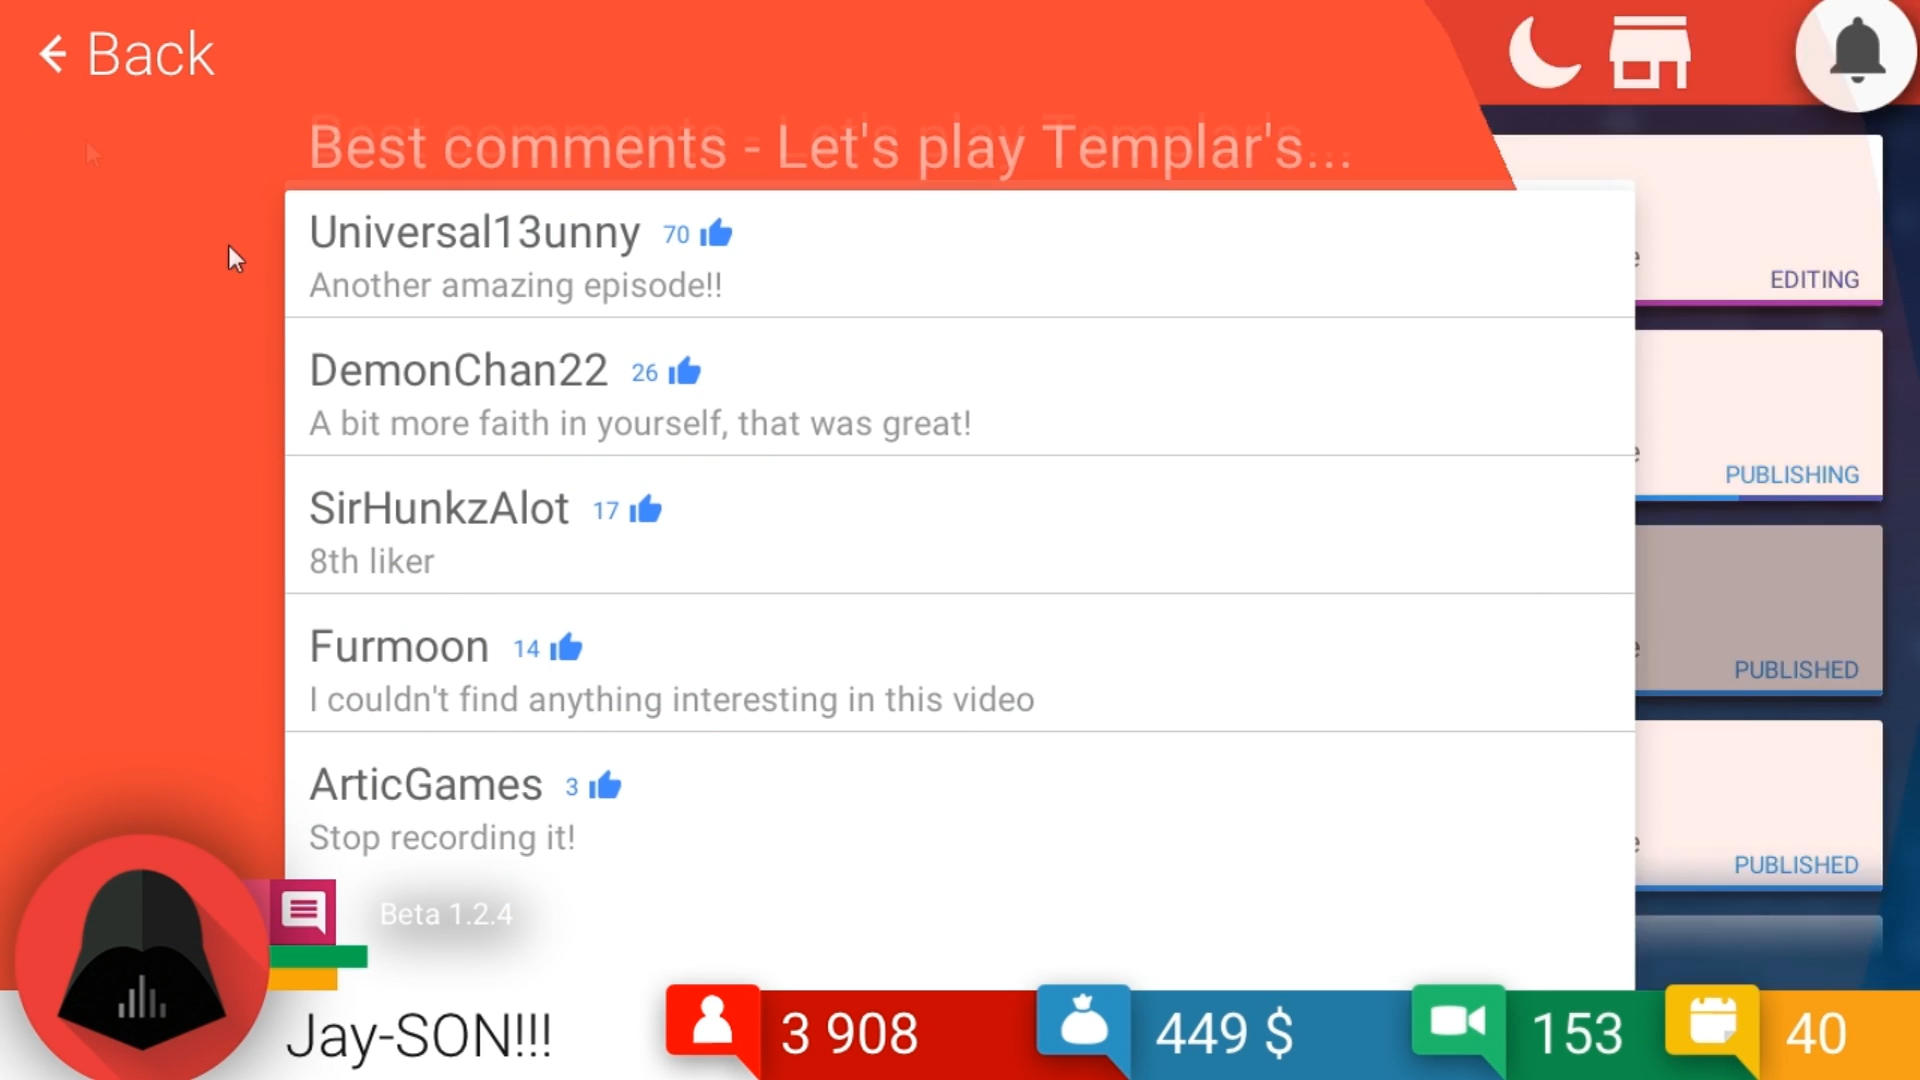 Back
Best comments - Let's play Templar's...
Universal13unny 70
Another amazing episode!!
EDITING
DemonChan22 26
A bit more faith in yourself, that was great!
PUBLISHING
SirHunkzAlot 17
8th liker
Furmoon 14
I couldn't find anything interesting in this video
PUBLISHED
ArticGames 3
Stop recording it!
PUBLISHED
Beta 1.2.4
Jay-SON!!! 3 908 449 $ 153 40